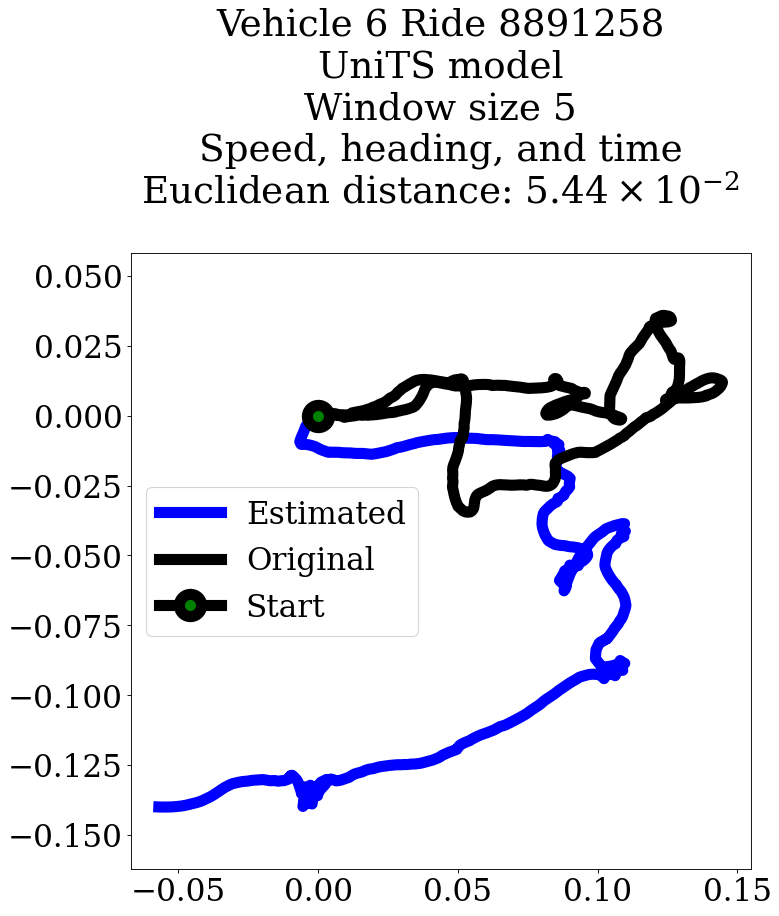 Vehicle 6 Ride 8891258
UniTS model
Window size 5
Speed, heading, and time
Euclidean distance: 5.44 × 10⁻²
0.050
0.025
0.000
−0.025
−0.050
−0.075
−0.100
−0.125
−0.150
Estimated
Original
Start
−0.05 0.00 0.05 0.10 0.15